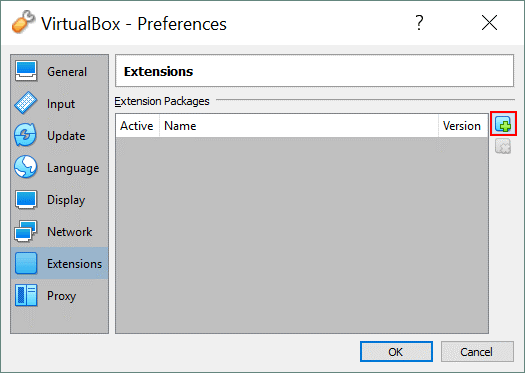 VirtualBox - Preferences
?
General
Input
Update
Language
Display
Network
Extensions
Proxy
Extensions
Extension Packages
Active Name Version
OK Cancel